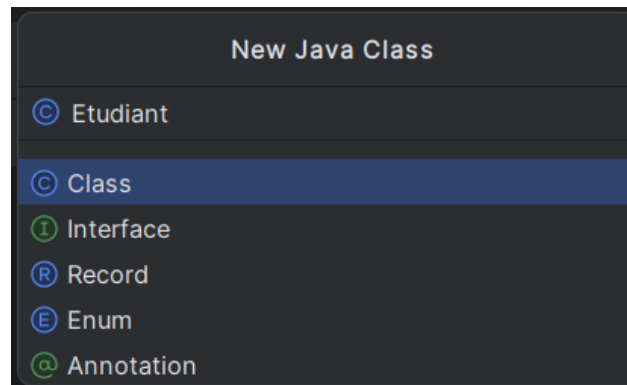 New Java Class
C Etudiant
C Class
I Interface
R Record
E Enum
@ Annotation